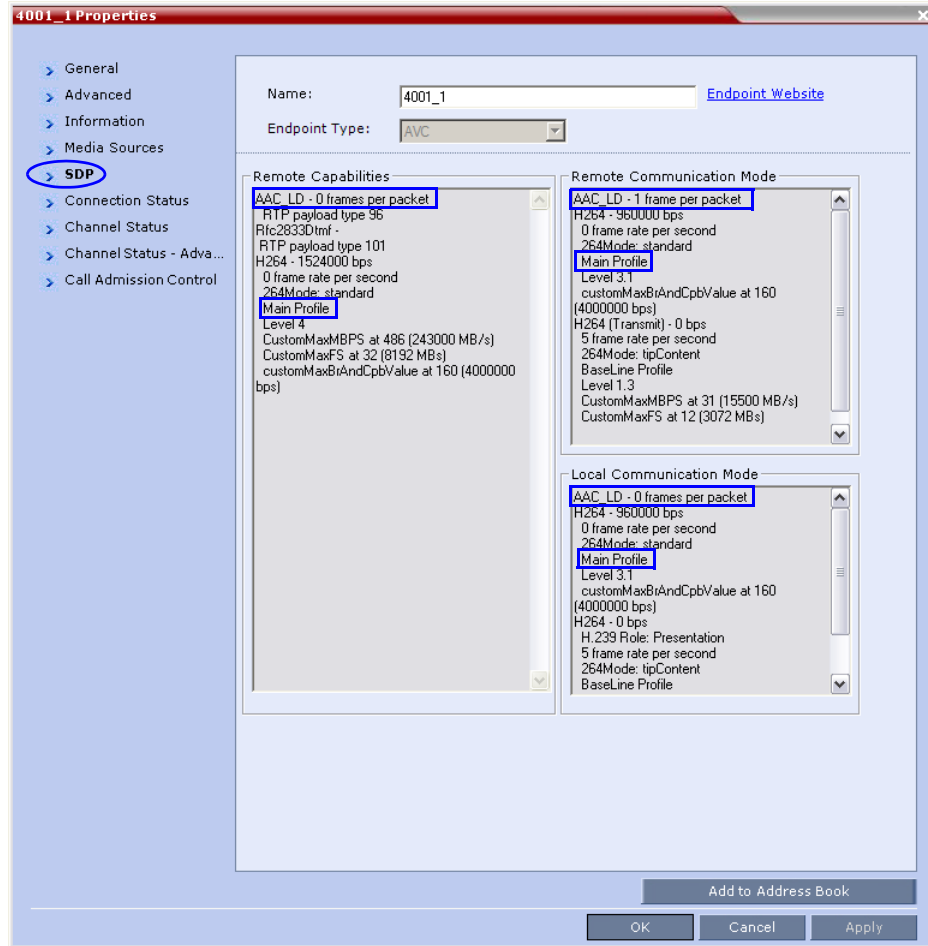 4001_1 Properties
General
Advanced
Information
Media Sources
SDP
Connection Status
Channel Status
Channel Status - Adva...
Call Admission Control
Name:
4001_1
Endpoint Website
Endpoint Type:
AVC
Remote Capabilities
AAC_LD - 0 frames per packet
RTP payload type 96
Rfc2833Dtmf -
RTP payload type 101
H264 - 1524000 bps
0 frame rate per second
264Mode: standard
Main Profile
Level 4
CustomMaxMBPS at 486 (243000 MB/s)
CustomMaxFS at 32 (8192 MBs)
customMaxBrAndCpbValue at 160 (4000000
bps)
Remote Communication Mode
AAC_LD - 1 frame per packet
H264 - 960000 bps
0 frame rate per second
264Mode: standard
Main Profile
Level 3.1
customMaxBrAndCpbValue at 160
(4000000 bps)
H264 (Transmit) - 0 bps
5 frame rate per second
264Mode: tipContent
BaseLine Profile
Level 1.3
CustomMaxMBPS at 31 (15500 MB/s)
CustomMaxFS at 12 (3072 MBs)
Local Communication Mode
AAC_LD - 0 frames per packet
H264 - 960000 bps
0 frame rate per second
264Mode: standard
Main Profile
Level 3.1
customMaxBrAndCpbValue at 160
(4000000 bps)
H264 - 0 bps
H.239 Role: Presentation
5 frame rate per second
264Mode: tipContent
BaseLine Profile
Add to Address Book
OK
Cancel
Apply